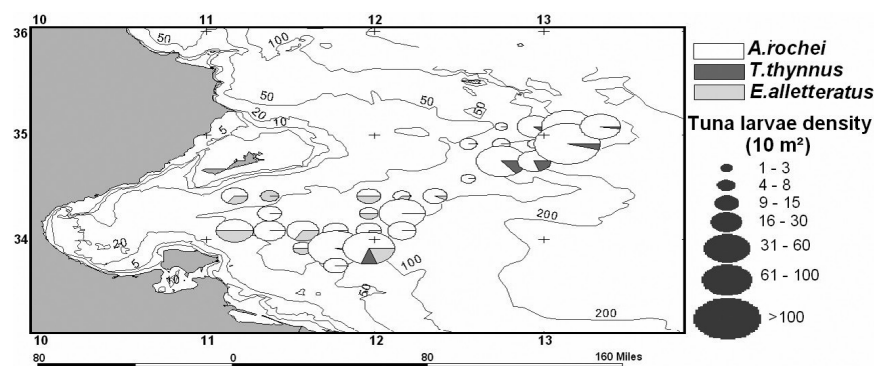 10 11 12 13
36
35
34
50
100
50
50
50
20
10
5
200
20
5
10
100
50
200
10 11 12 13
80 0 80 160 Miles
A.rochei
T.thynnus
E.alletteratus
Tuna larvae density
(10 m²)
1 - 3
4 - 8
9 - 15
16 - 30
31 - 60
61 - 100
>100